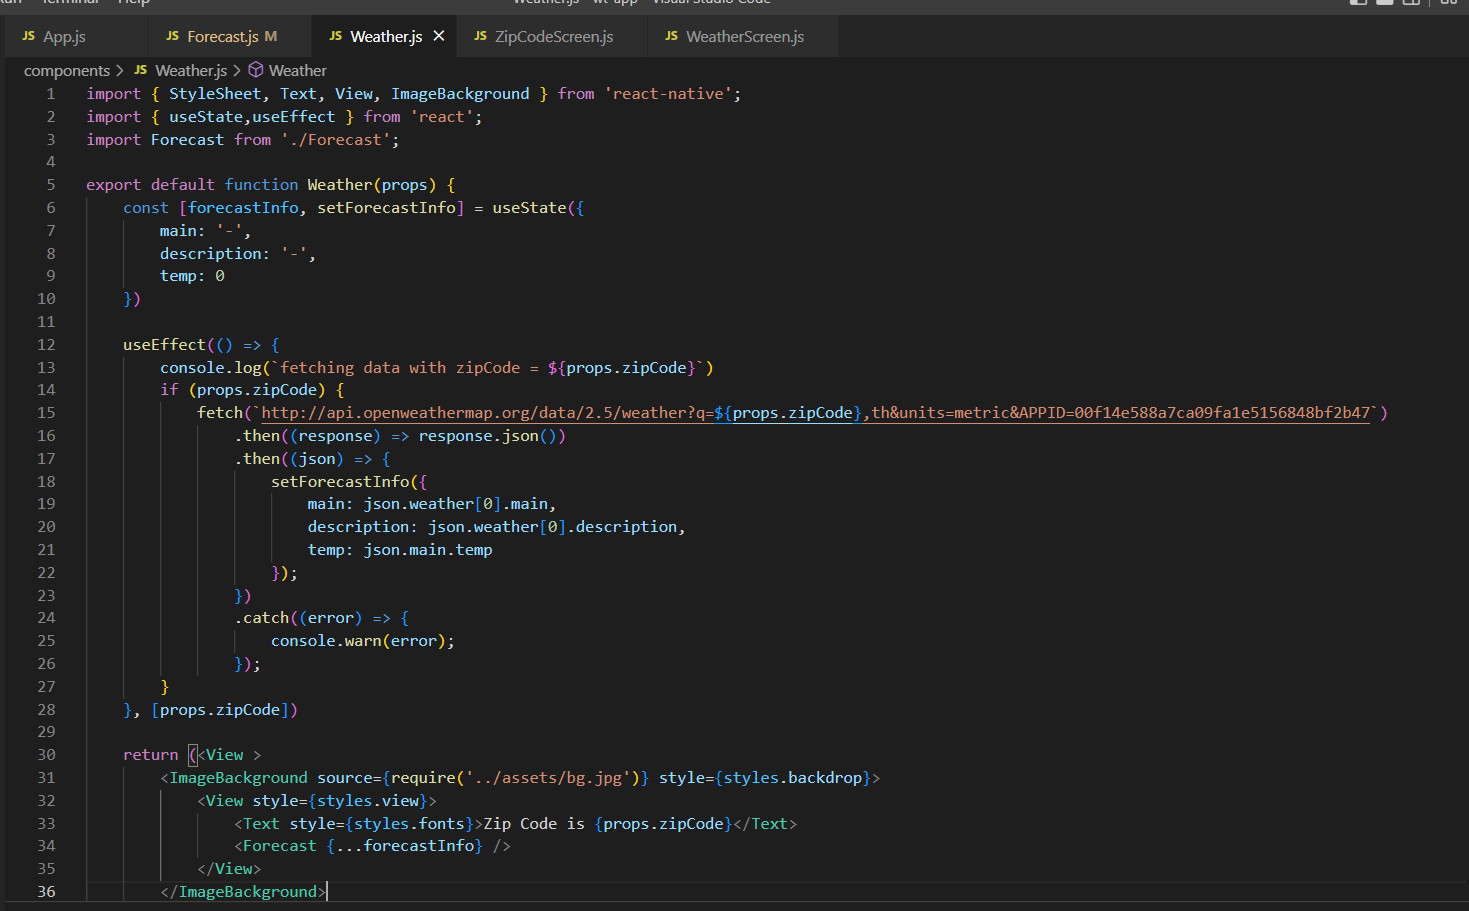 Terminal Help Weather.js - wt-app - Visual Studio Code
JS App.js JS Forecast.js M JS Weather.js × JS ZipCodeScreen.js JS WeatherScreen.js
components > JS Weather.js > Weather
1 import { StyleSheet, Text, View, ImageBackground } from 'react-native';
2 import { useState,useEffect } from 'react';
3 import Forecast from './Forecast';
4
5 export default function Weather(props) {
6 const [forecastInfo, setForecastInfo] = useState({
7 main: '-',
8 description: '-',
9 temp: 0
10 })
11
12 useEffect(() => {
13 console.log(`fetching data with zipCode = ${props.zipCode}`)
14 if (props.zipCode) {
15 fetch(`http://api.openweathermap.org/data/2.5/weather?q=${props.zipCode},th&units=metric&APPID=00f14e588a7ca09fa1e5156848bf2b47`)
16 .then((response) => response.json())
17 .then((json) => {
18 setForecastInfo({
19 main: json.weather[0].main,
20 description: json.weather[0].description,
21 temp: json.main.temp
22 });
23 })
24 .catch((error) => {
25 console.warn(error);
26 });
27 }
28 }, [props.zipCode])
29
30 return (<View >
31 <ImageBackground source={require('../assets/bg.jpg')} style={styles.backdrop}>
32 <View style={styles.view}>
33 <Text style={styles.fonts}>Zip Code is {props.zipCode}</Text>
34 <Forecast {...forecastInfo} />
35 </View>
36 </ImageBackground>